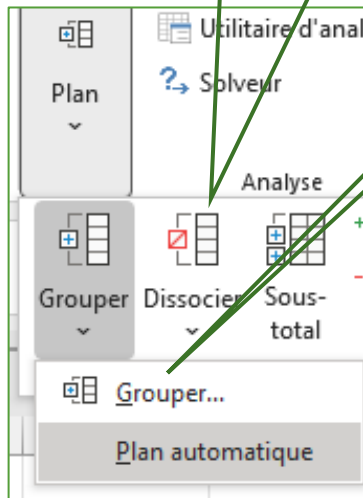 Utilitaire d'anal
Plan
Solveur
Analyse
Grouper
Dissocier
Sous-
total
Grouper...
Plan automatique